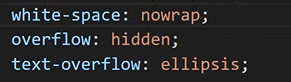 white-space: nowrap;
overflow: hidden;
text-overflow: ellipsis;